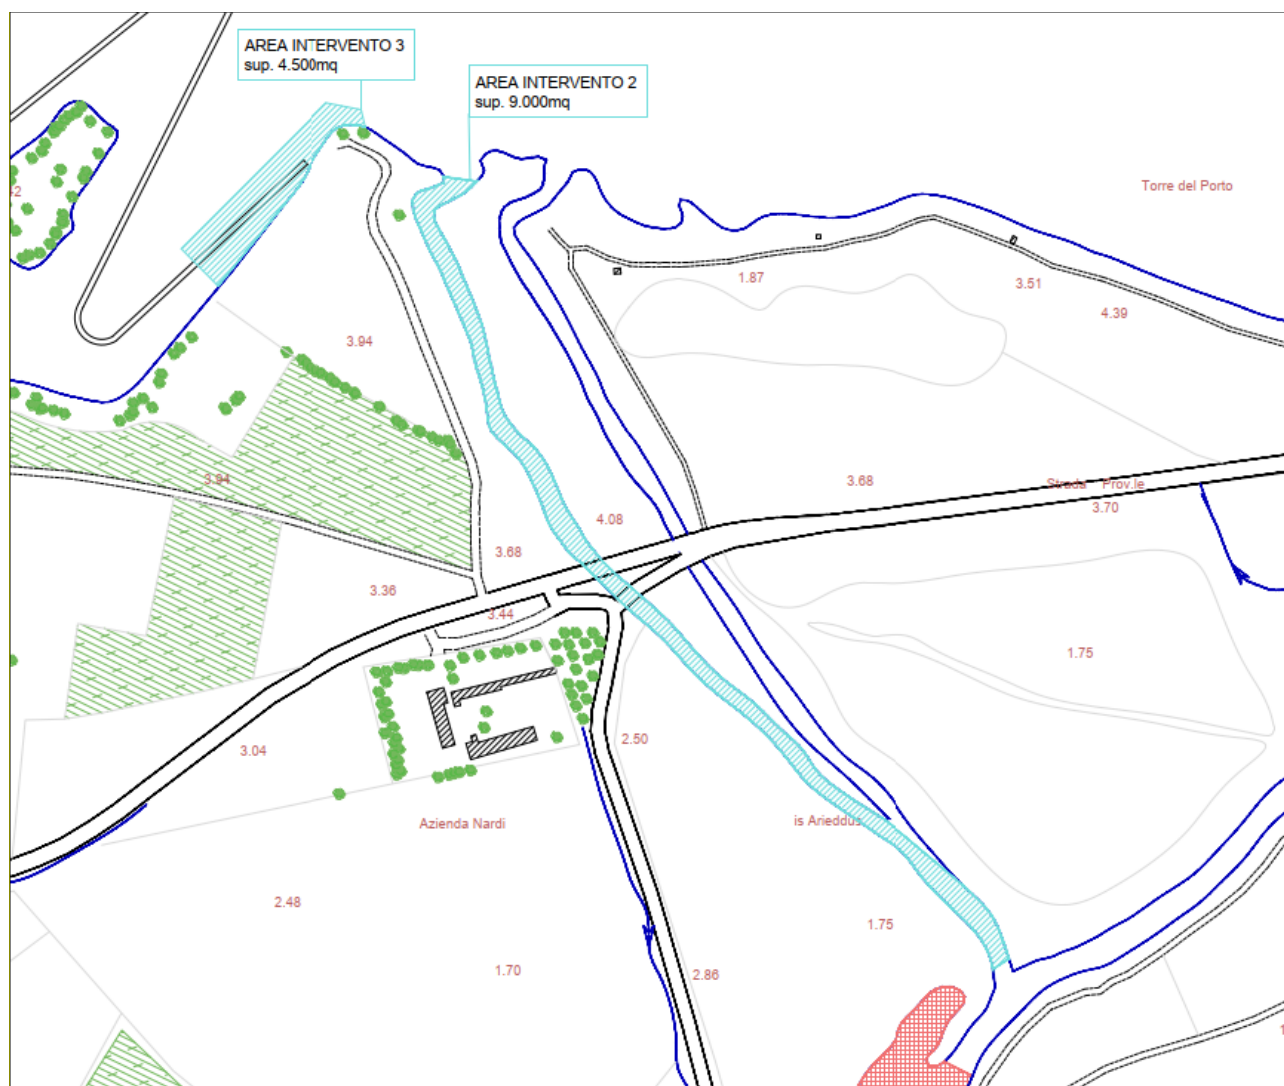 AREA INTERVENTO 3
sup. 4.500mq
AREA INTERVENTO 2
sup. 9.000mq
Torre del Porto
1.87
3.51
4.39
3.94
3.94
3.68
Strada Prov.le
3.70
4.08
3.68
3.36
3.44
1.75
2.50
3.04
Azienda Nardi
is Arieddus
2.48
1.75
1.70
2.86